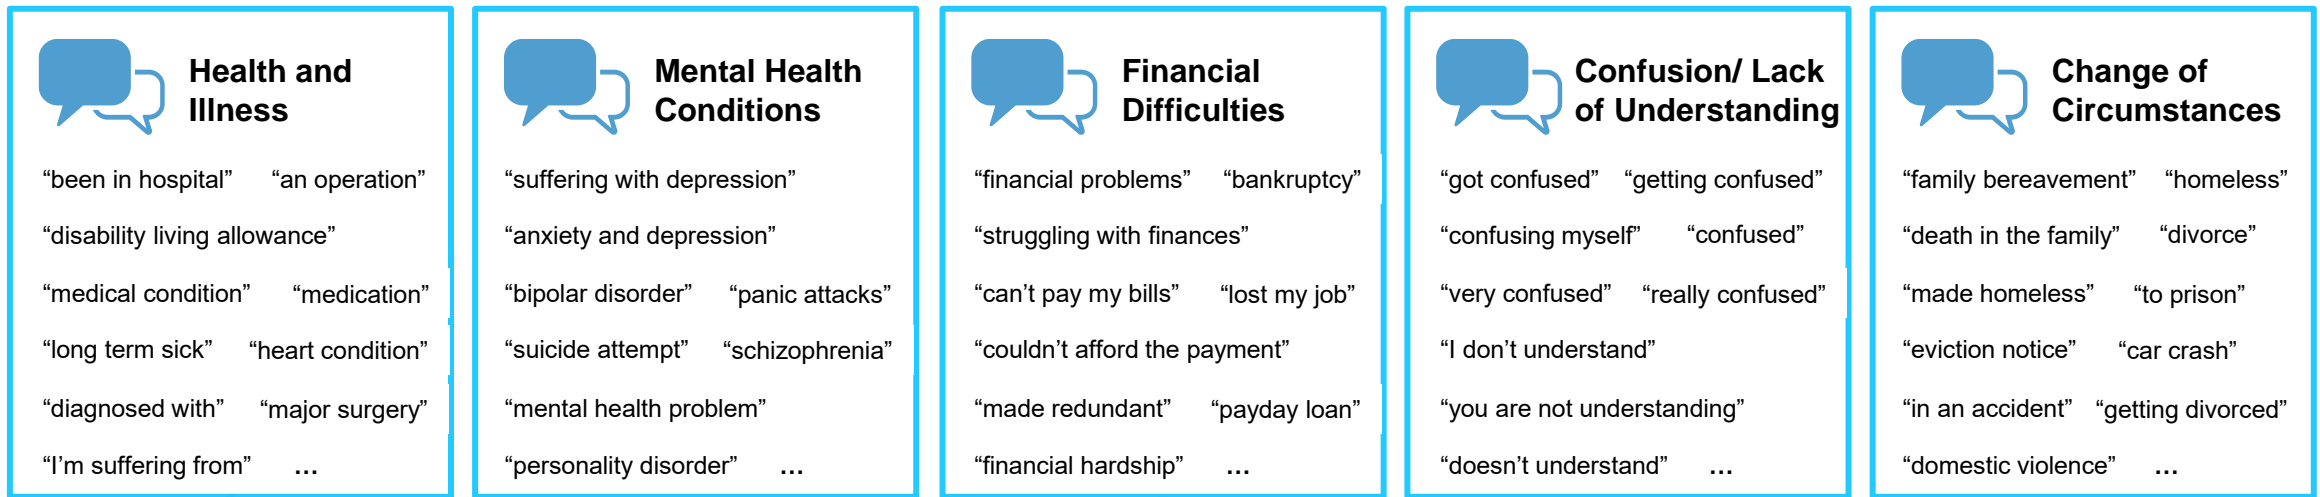 Health and
Illness
“been in hospital” “an operation”
“disability living allowance”
“medical condition” “medication”
“long term sick” “heart condition”
“diagnosed with” “major surgery”
“I’m suffering from” ...
Mental Health
Conditions
“suffering with depression”
“anxiety and depression”
“bipolar disorder” “panic attacks”
“suicide attempt” “schizophrenia”
“mental health problem”
“personality disorder” ...
Financial
Difficulties
“financial problems” “bankruptcy”
“struggling with finances”
“can’t pay my bills” “lost my job”
“couldn’t afford the payment”
“made redundant” “payday loan”
“financial hardship” ...
Confusion/ Lack
of Understanding
“got confused” “getting confused”
“confusing myself” “confused”
“very confused” “really confused”
“I don’t understand”
“you are not understanding”
“doesn’t understand” ...
Change of
Circumstances
“family bereavement” “homeless”
“death in the family” “divorce”
“made homeless” “to prison”
“eviction notice” “car crash”
“in an accident” “getting divorced”
“domestic violence” ...